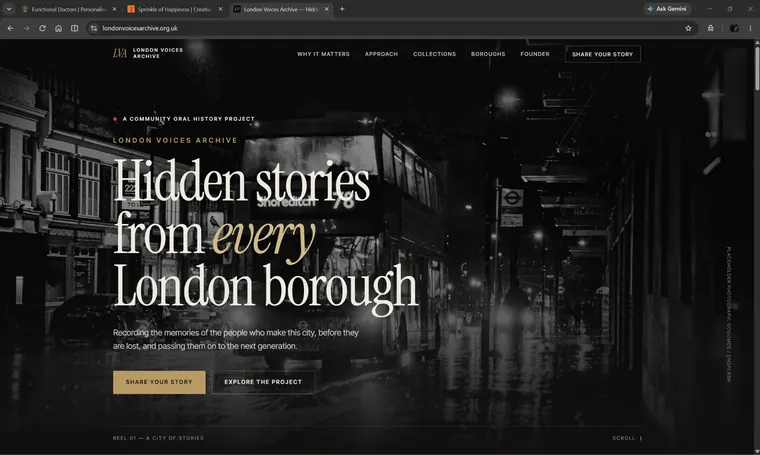 Functional Doctors | Personalis
Sprinkle of Happiness | Creativ
London Voices Archive — Hidd
Ask Gemini
londonvoicesarchive.org.uk
LVA
LONDON VOICES
ARCHIVE
WHY IT MATTERS
APPROACH
COLLECTIONS
BOROUGHS
FOUNDER
SHARE YOUR STORY
A COMMUNITY ORAL HISTORY PROJECT
LONDON VOICES ARCHIVE
Hidden stories
from every
London borough
Shoreditch 78
Recording the memories of the people who make this city, before they
are lost, and passing them on to the next generation.
SHARE YOUR STORY
EXPLORE THE PROJECT
REEL 01 — A CITY OF STORIES
SCROLL